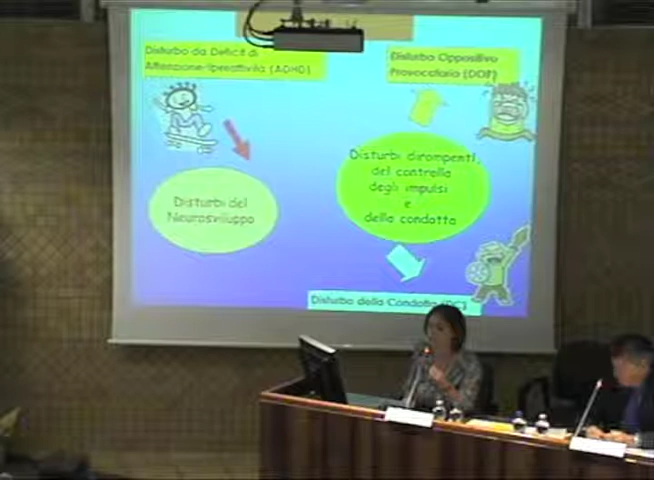 Disturbo da Deficit di
Attenzione-Iperattività (ADHD)
Disturbo Oppositivo
Provocatorio (DOP)
Disturbi dirompenti,
del controllo
degli impulsi
e
della condotta
Disturbi del
Neurosviluppo
Disturbo della Condotta (DC)